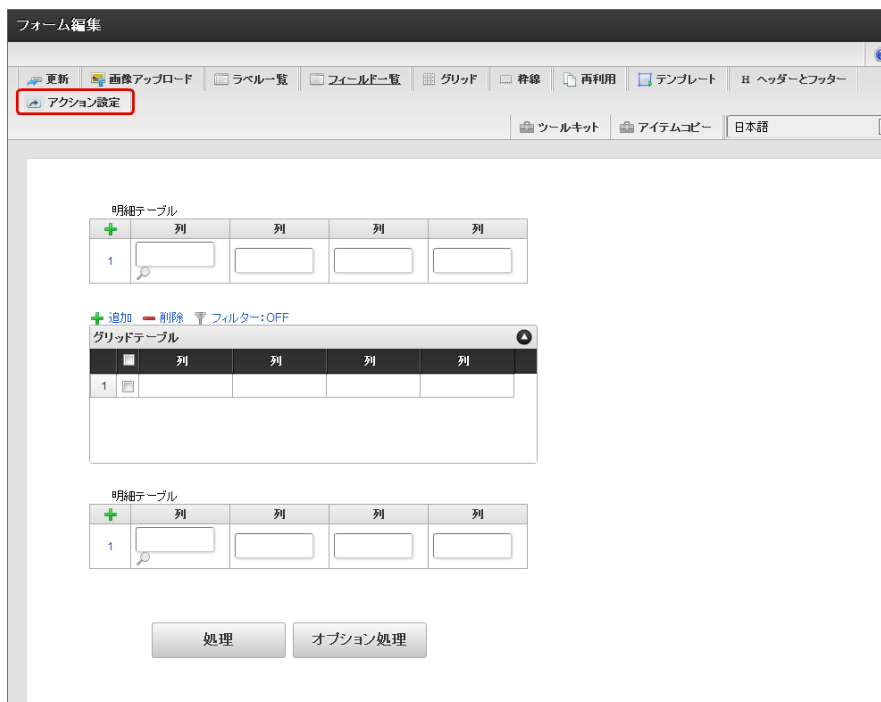 フォーム編集
更新 画像アップロード ラベル一覧 フィールド一覧 グリッド 枠線 再利用 テンプレート H ヘッダーとフッター
アクション設定
ツールキット アイテムコピー 日本語
明細テーブル
列 列 列 列
1
追加 削除 フィルター:OFF
グリッドテーブル
列 列 列 列
1
明細テーブル
列 列 列 列
1
処理 オプション処理